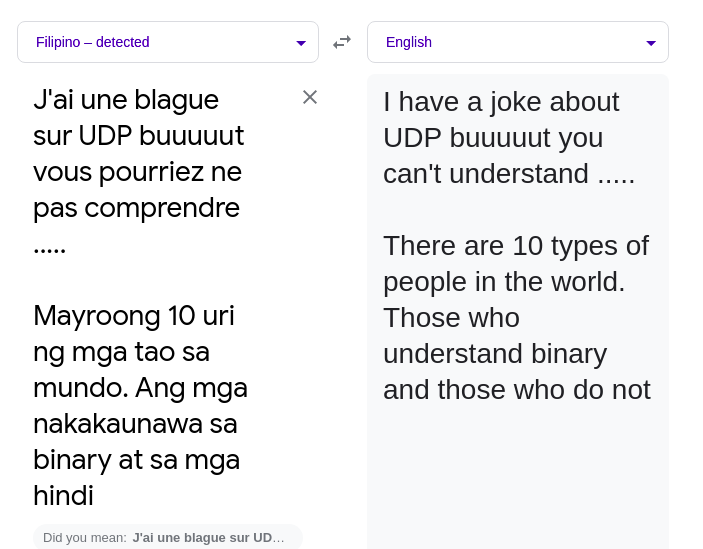 Filipino – detected
English
J'ai une blague
sur UDP buuuuut
vous pourriez ne
pas comprendre
.....
Mayroong 10 uri
ng mga tao sa
mundo. Ang mga
nakakaunawa sa
binary at sa mga
hindi
Did you mean: J'ai une blague sur UD…
I have a joke about
UDP buuuuut you
can't understand .....
There are 10 types of
people in the world.
Those who
understand binary
and those who do not